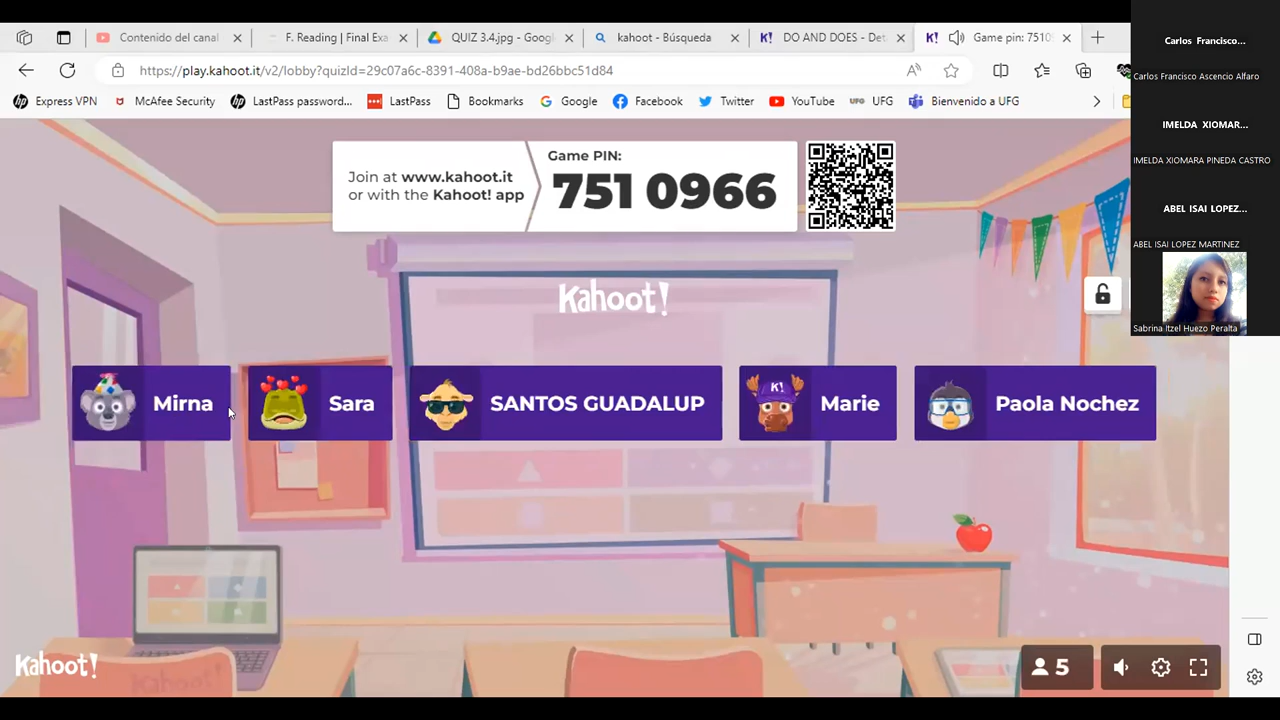 Contenido del canal
F. Reading | Final Exa
QUIZ 3.4.jpg - Googl
kahoot - Búsqueda
DO AND DOES - Det
Game pin: 7510
https://play.kahoot.it/v2/lobby?quizId=29c07a6c-8391-408a-b9ae-bd26bbc51d84
Express VPN
McAfee Security
LastPass password...
LastPass
Bookmarks
Google
Facebook
Twitter
YouTube
UFG
Bienvenido a UFG
Carlos Francisco...
Carlos Francisco Ascencio Alfaro
IMELDA XIOMAR...
IMELDA XIOMARA PINEDA CASTRO
ABEL ISAI LOPEZ...
ABEL ISAI LOPEZ MARTINEZ
Sabrina Itzel Huezo Peralta
Join at www.kahoot.it
or with the Kahoot! app
Game PIN:
751 0966
Kahoot!
Mirna
Sara
SANTOS GUADALUP
Marie
Paola Nochez
Kahoot!
5